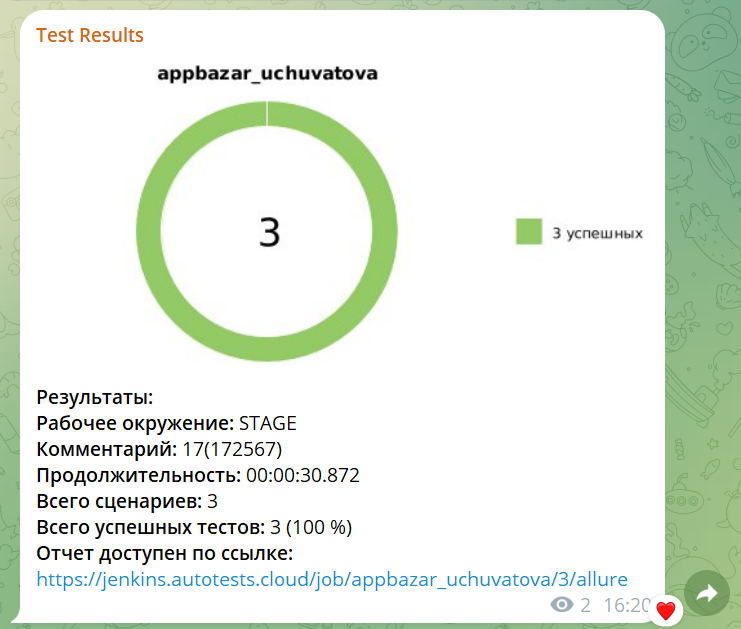 Test Results
appbazar_uchuvatova
3
3 успешных
Результаты:
Рабочее окружение: STAGE
Комментарий: 17(172567)
Продолжительность: 00:00:30.872
Всего сценариев: 3
Всего успешных тестов: 3 (100 %)
Отчет доступен по ссылке:
https://jenkins.autotests.cloud/job/appbazar_uchuvatova/3/allure
2 16:20